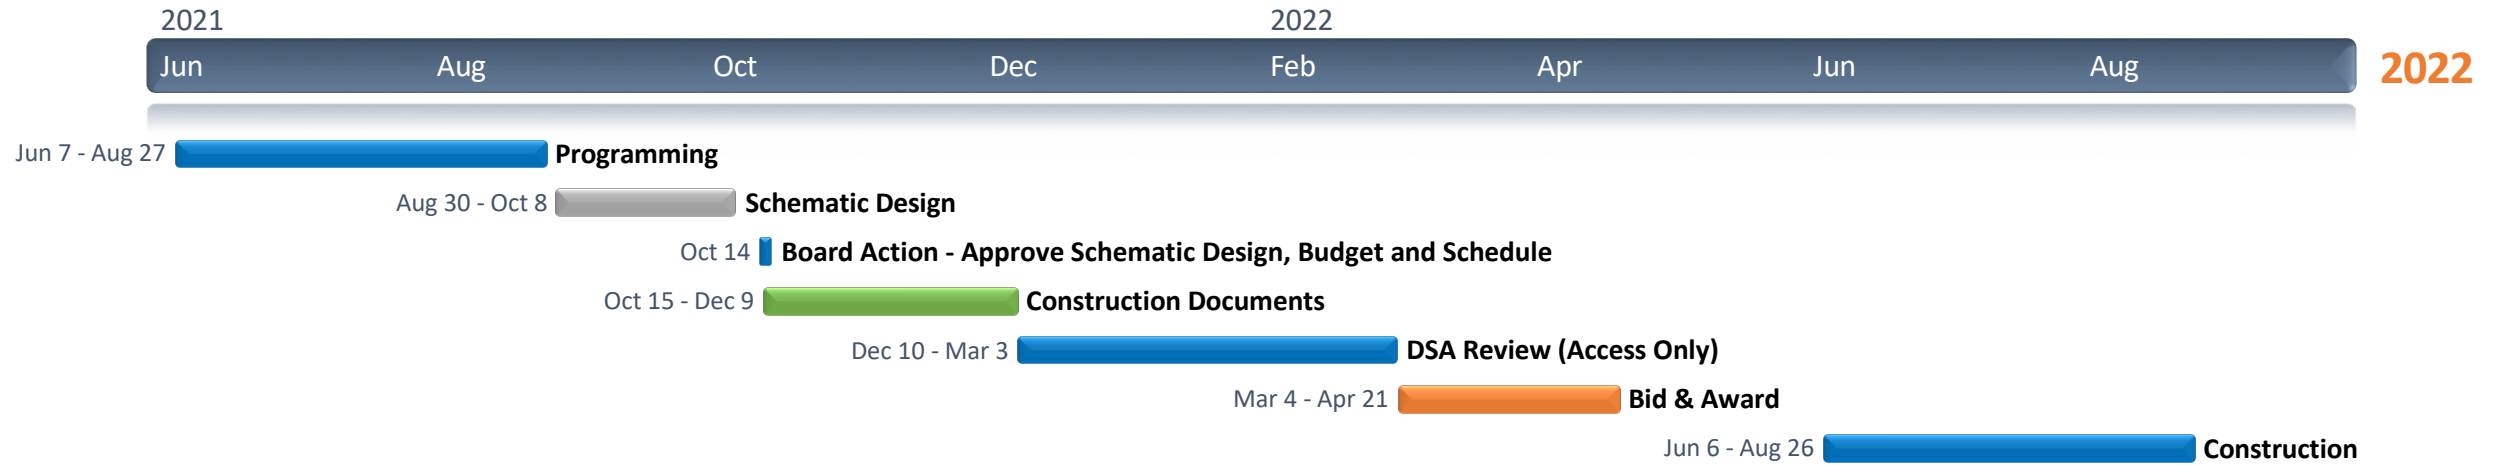 2021 2022
Jun Aug Oct Dec Feb Apr Jun Aug 2022
Jun 7 - Aug 27 Programming
Aug 30 - Oct 8 Schematic Design
Oct 14 Board Action - Approve Schematic Design, Budget and Schedule
Oct 15 - Dec 9 Construction Documents
Dec 10 - Mar 3 DSA Review (Access Only)
Mar 4 - Apr 21 Bid & Award
Jun 6 - Aug 26 Construction